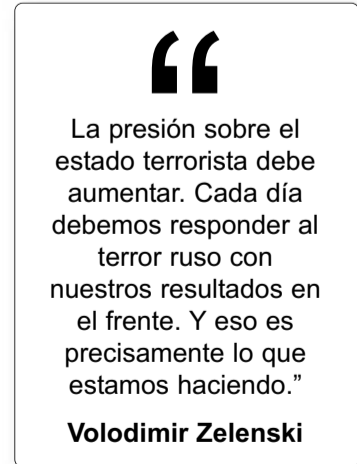 “
La presión sobre el
estado terrorista debe
aumentar. Cada día
debemos responder al
terror ruso con
nuestros resultados en
el frente. Y eso es
precisamente lo que
estamos haciendo.”
Volodimir Zelenski